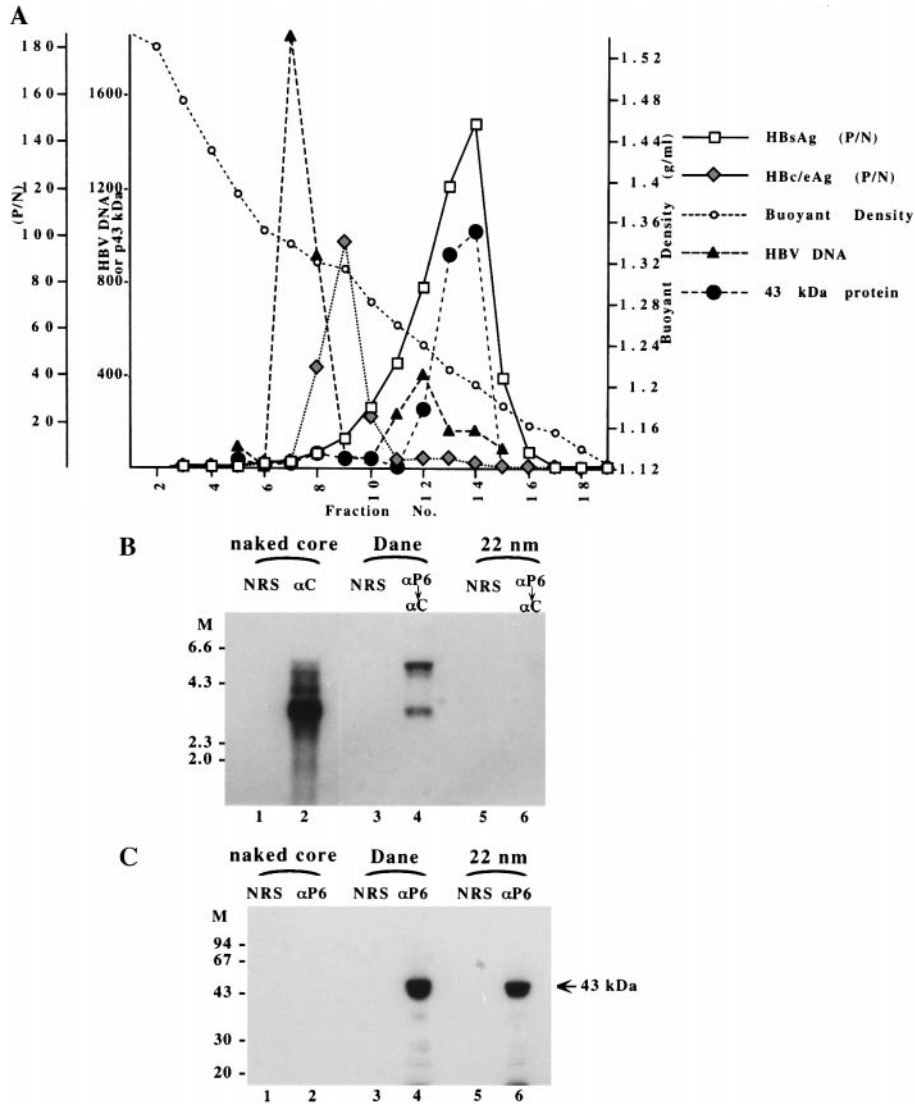 A
180
160
140
120
100
80
60
40
20
(P/N)
1600
1200
800
400
HBV DNA
or p43 kDa
1.52
1.48
1.44
1.4
1.36
1.32
1.28
1.24
1.2
1.16
1.12
Buoyant Density (g/ml)
2 4 6 8 10 12 14 16 18
Fraction No.
HBsAg (P/N)
HBc/eAg (P/N)
Buoyant Density
HBV DNA
43 kDa protein
B
naked core Dane 22 nm
NRS αC NRS αP6 NRS αP6
↓ ↓
αC αC
M
6.6 -
4.3 -
2.3 -
2.0 -
1 2 3 4 5 6
C
naked core Dane 22 nm
NRS αP6 NRS αP6 NRS αP6
M
94 -
67 -
43 -
30 -
20 -
← 43 kDa
1 2 3 4 5 6